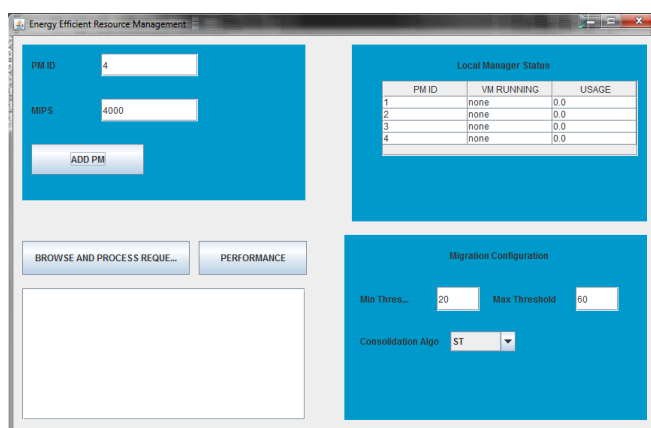 Energy Efficient Resource Management
PM ID
4
MIPS
4000
ADD PM
Local Manager Status
PM ID VM RUNNING USAGE
1 none 0.0
2 none 0.0
3 none 0.0
4 none 0.0
BROWSE AND PROCESS REQUE...
PERFORMANCE
Migration Configuration
Min Thres... 20 Max Threshold 60
Consolidation Algo ST